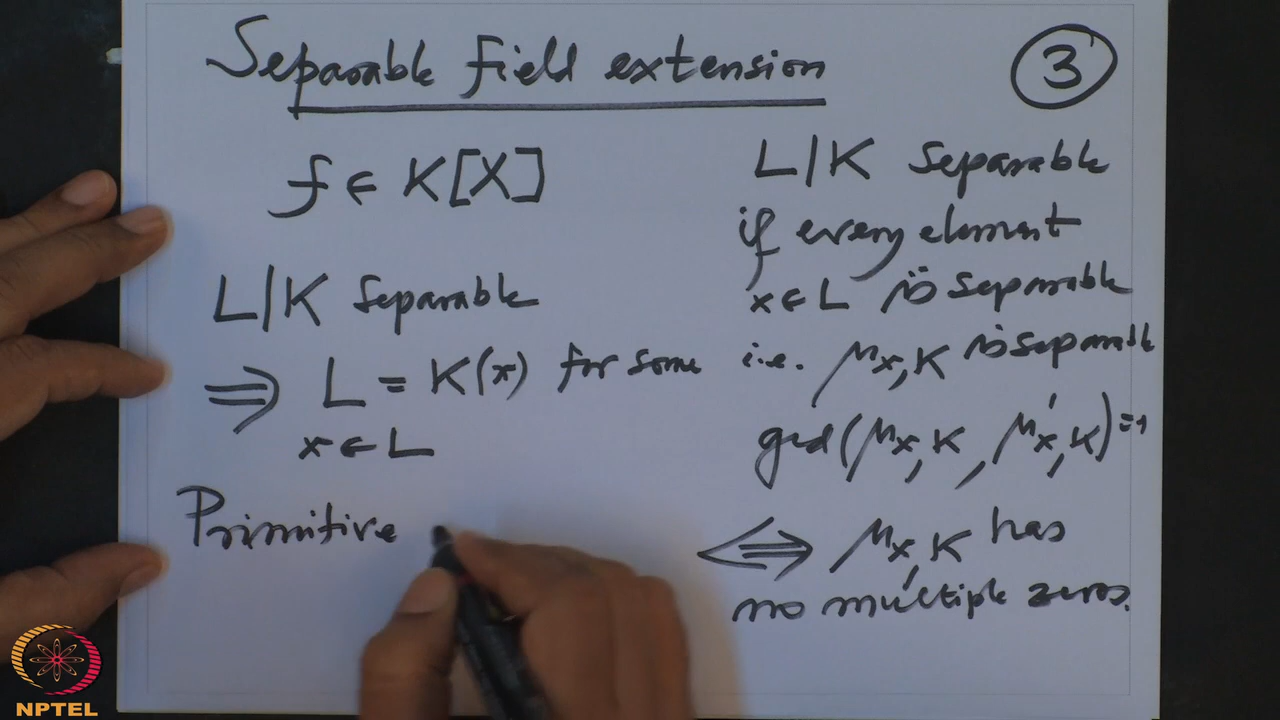 Separable field extension
3
f ∈ K[X]
L|K separable
⇒ L = K(x) for some
x ∈ L
Primitive
L|K separable
if every element
x ∈ L is separable
i.e. μx,K is separable
gcd(μx,K, μ'x,K)=1
⇔ μx,K has
no multiple zeros.
NPTEL